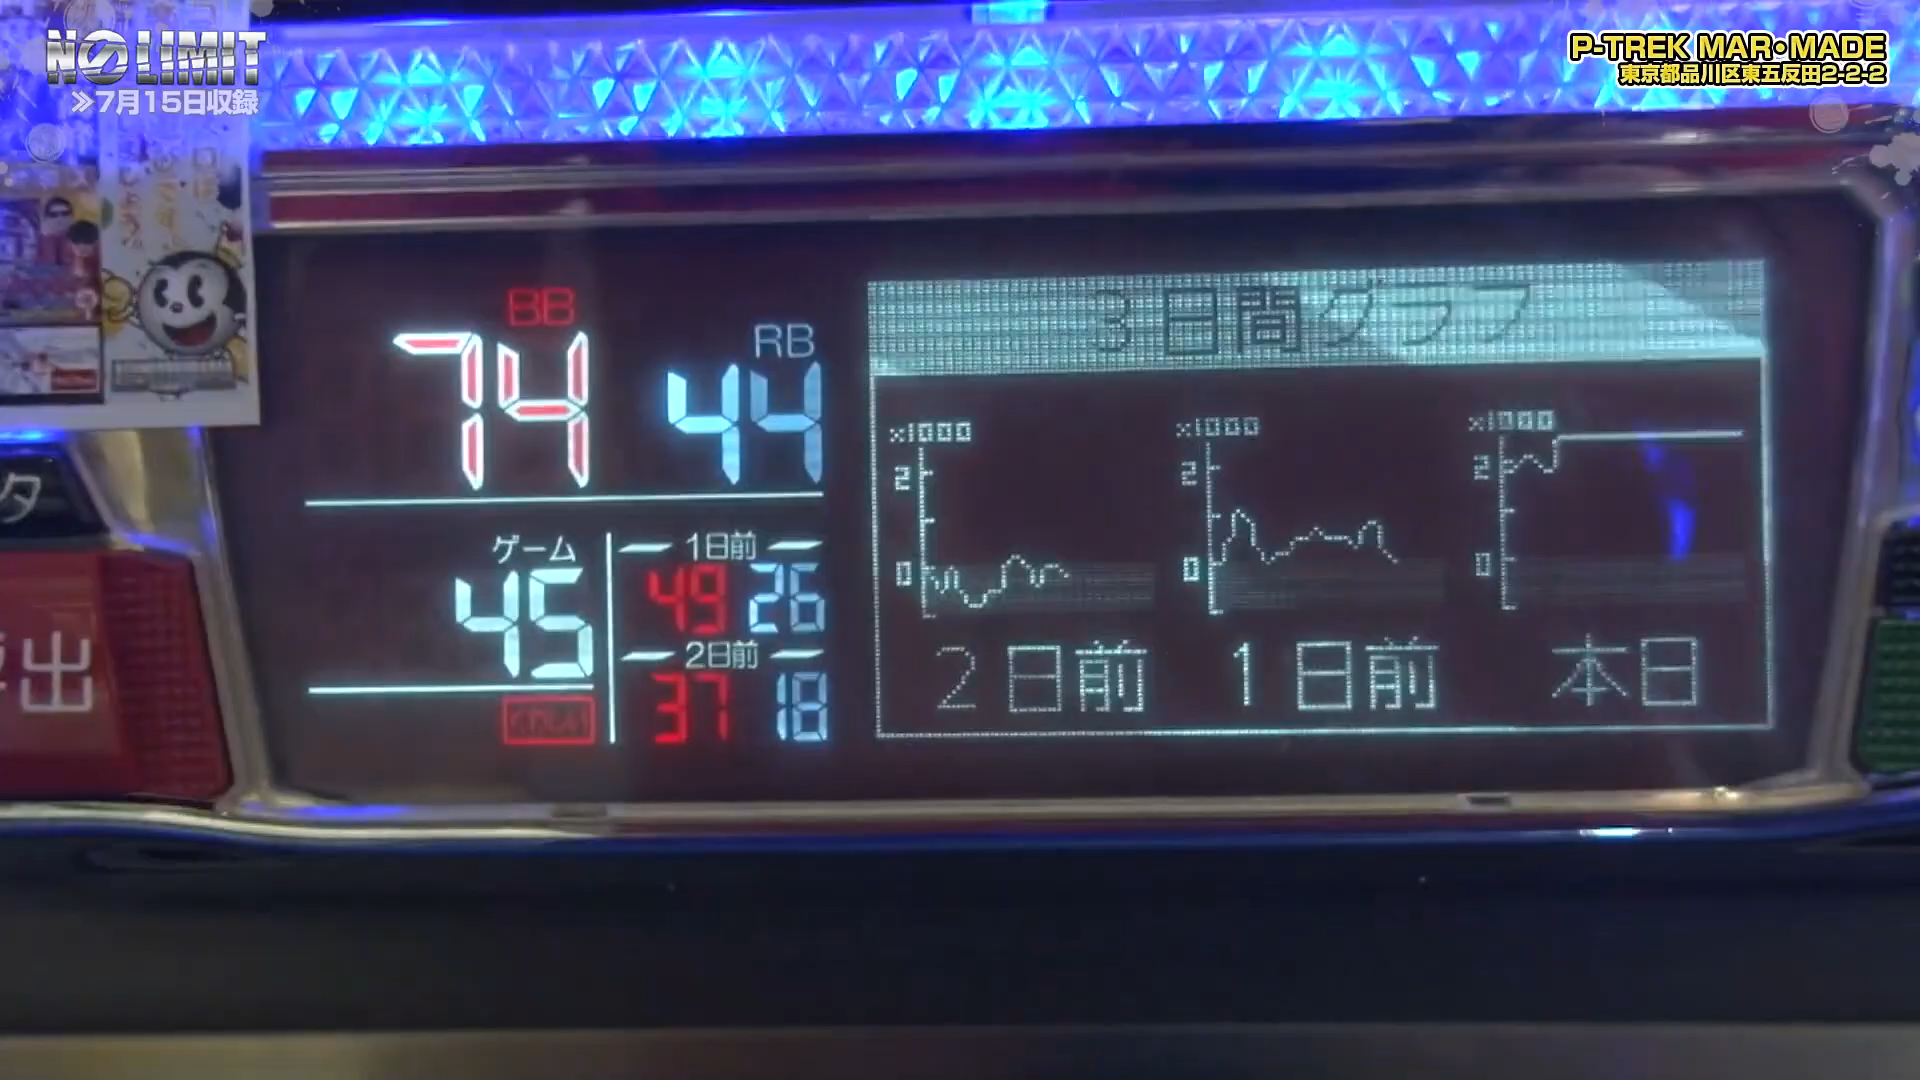 NO LIMIT
≫7月15日収録
P-TREK MAR•MADE
東京都品川区東五反田2-2-2
タ
出
BB
74
RB
44
ゲーム
45
1日前
49 26
2日前
37 18
3日間グラフ
×1000
2
0
2日前
×1000
2
0
1日前
×1000
2
0
本日